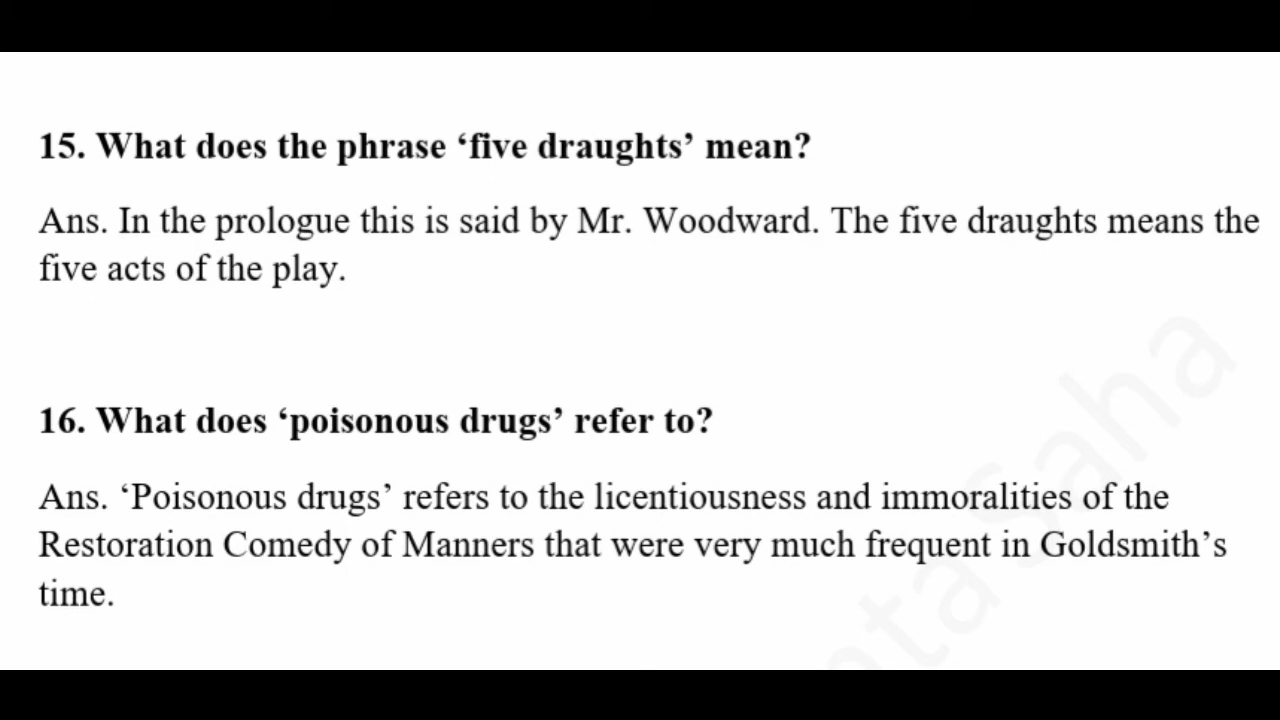 15. What does the phrase ‘five draughts’ mean?
Ans. In the prologue this is said by Mr. Woodward. The five draughts means the
five acts of the play.
16. What does ‘poisonous drugs’ refer to?
Ans. ‘Poisonous drugs’ refers to the licentiousness and immoralities of the
Restoration Comedy of Manners that were very much frequent in Goldsmith’s
time.